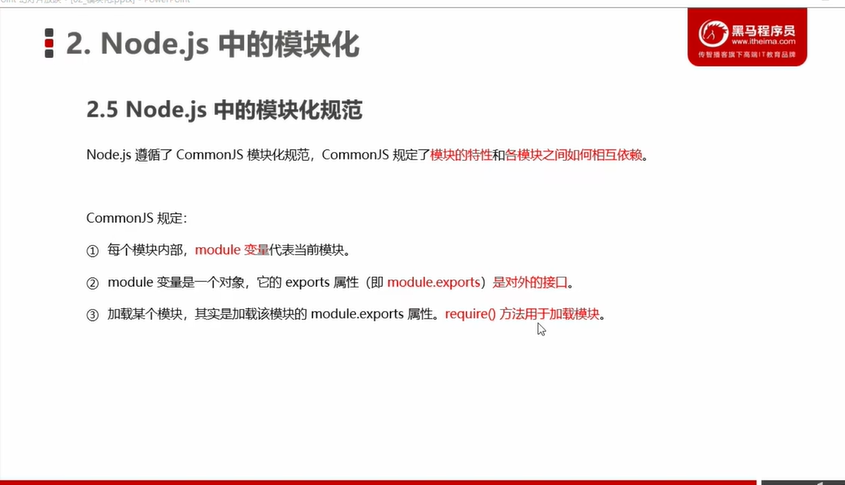 2. Node.js 中的模块化
黑马程序员
www.itheima.com
传智播客旗下高端IT教育品牌
2.5 Node.js 中的模块化规范
Node.js 遵循了 CommonJS 模块化规范，CommonJS 规定了模块的特性和各模块之间如何相互依赖。
CommonJS 规定：
① 每个模块内部，module 变量代表当前模块。
② module 变量是一个对象，它的 exports 属性（即 module.exports）是对外的接口。
③ 加载某个模块，其实是加载该模块的 module.exports 属性。require() 方法用于加载模块。